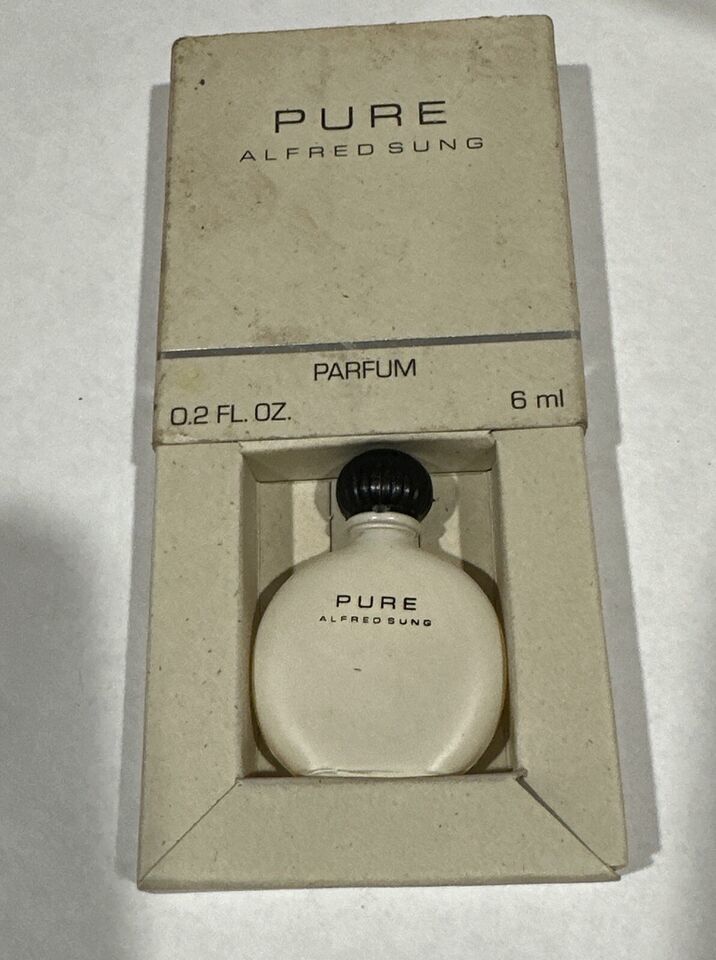 PURE
ALFRED SUNG
PARFUM
0.2 FL. OZ. 6 ml
PURE
ALFRED SUNG